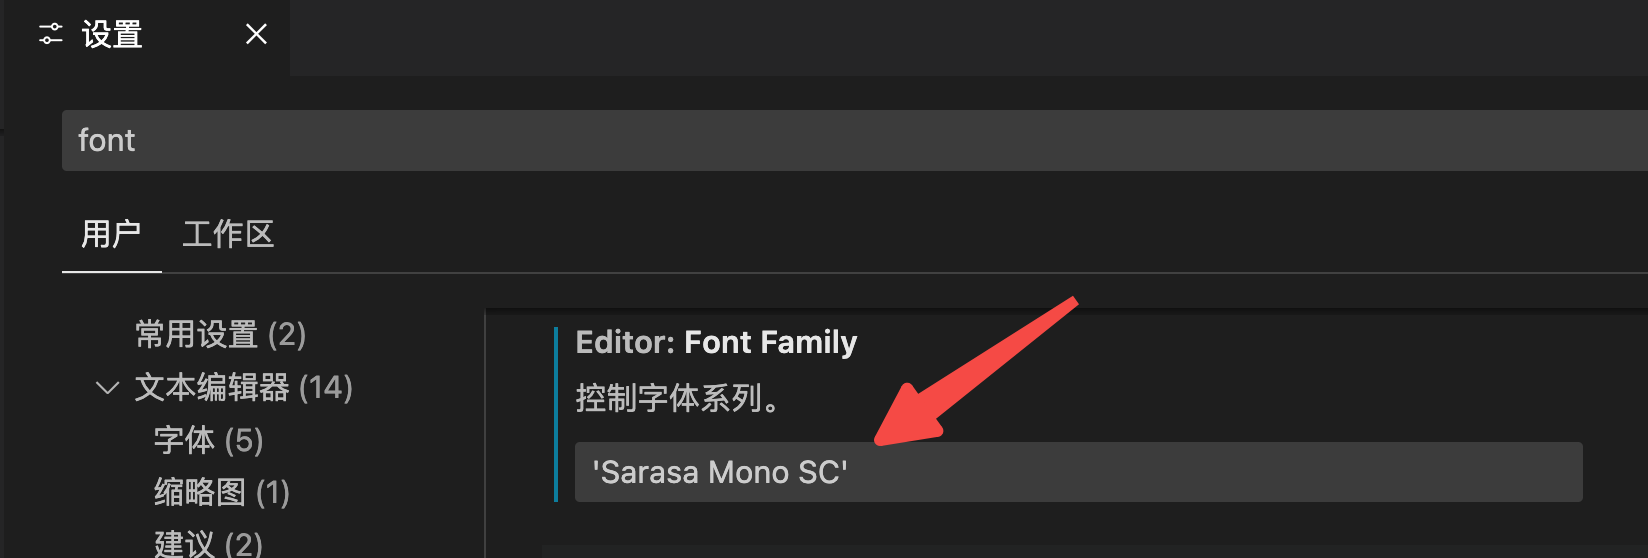 设置
font
用户 工作区
常用设置 (2)
文本编辑器 (14)
字体 (5)
缩略图 (1)
建议 (2)
Editor: Font Family
控制字体系列。
'Sarasa Mono SC'